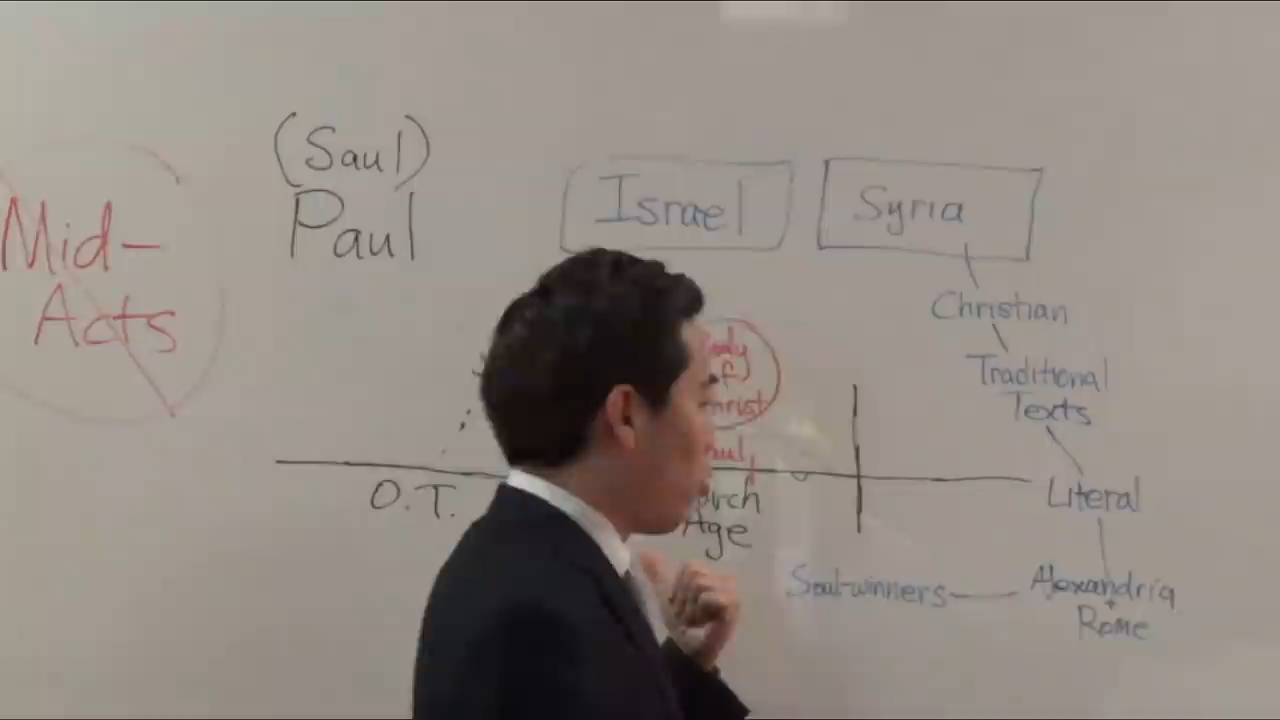 (Saul)
Paul
Mid-
Acts
Israel
Syria
Christian
Traditional
Texts
Literal
Alexandria
+
Rome
Soul-winners
O.T.
Age